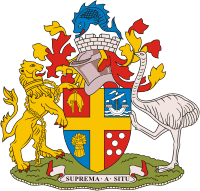 SUPREMA · A · SITU